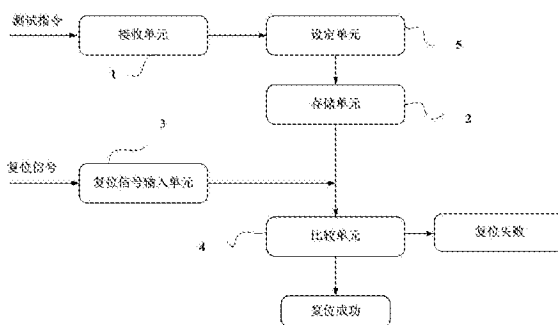 测试指令
接收单元
设定单元
1
5
存储单元
2
3
复位信号
复位信号输入单元
4
比较单元
复位失败
复位成功